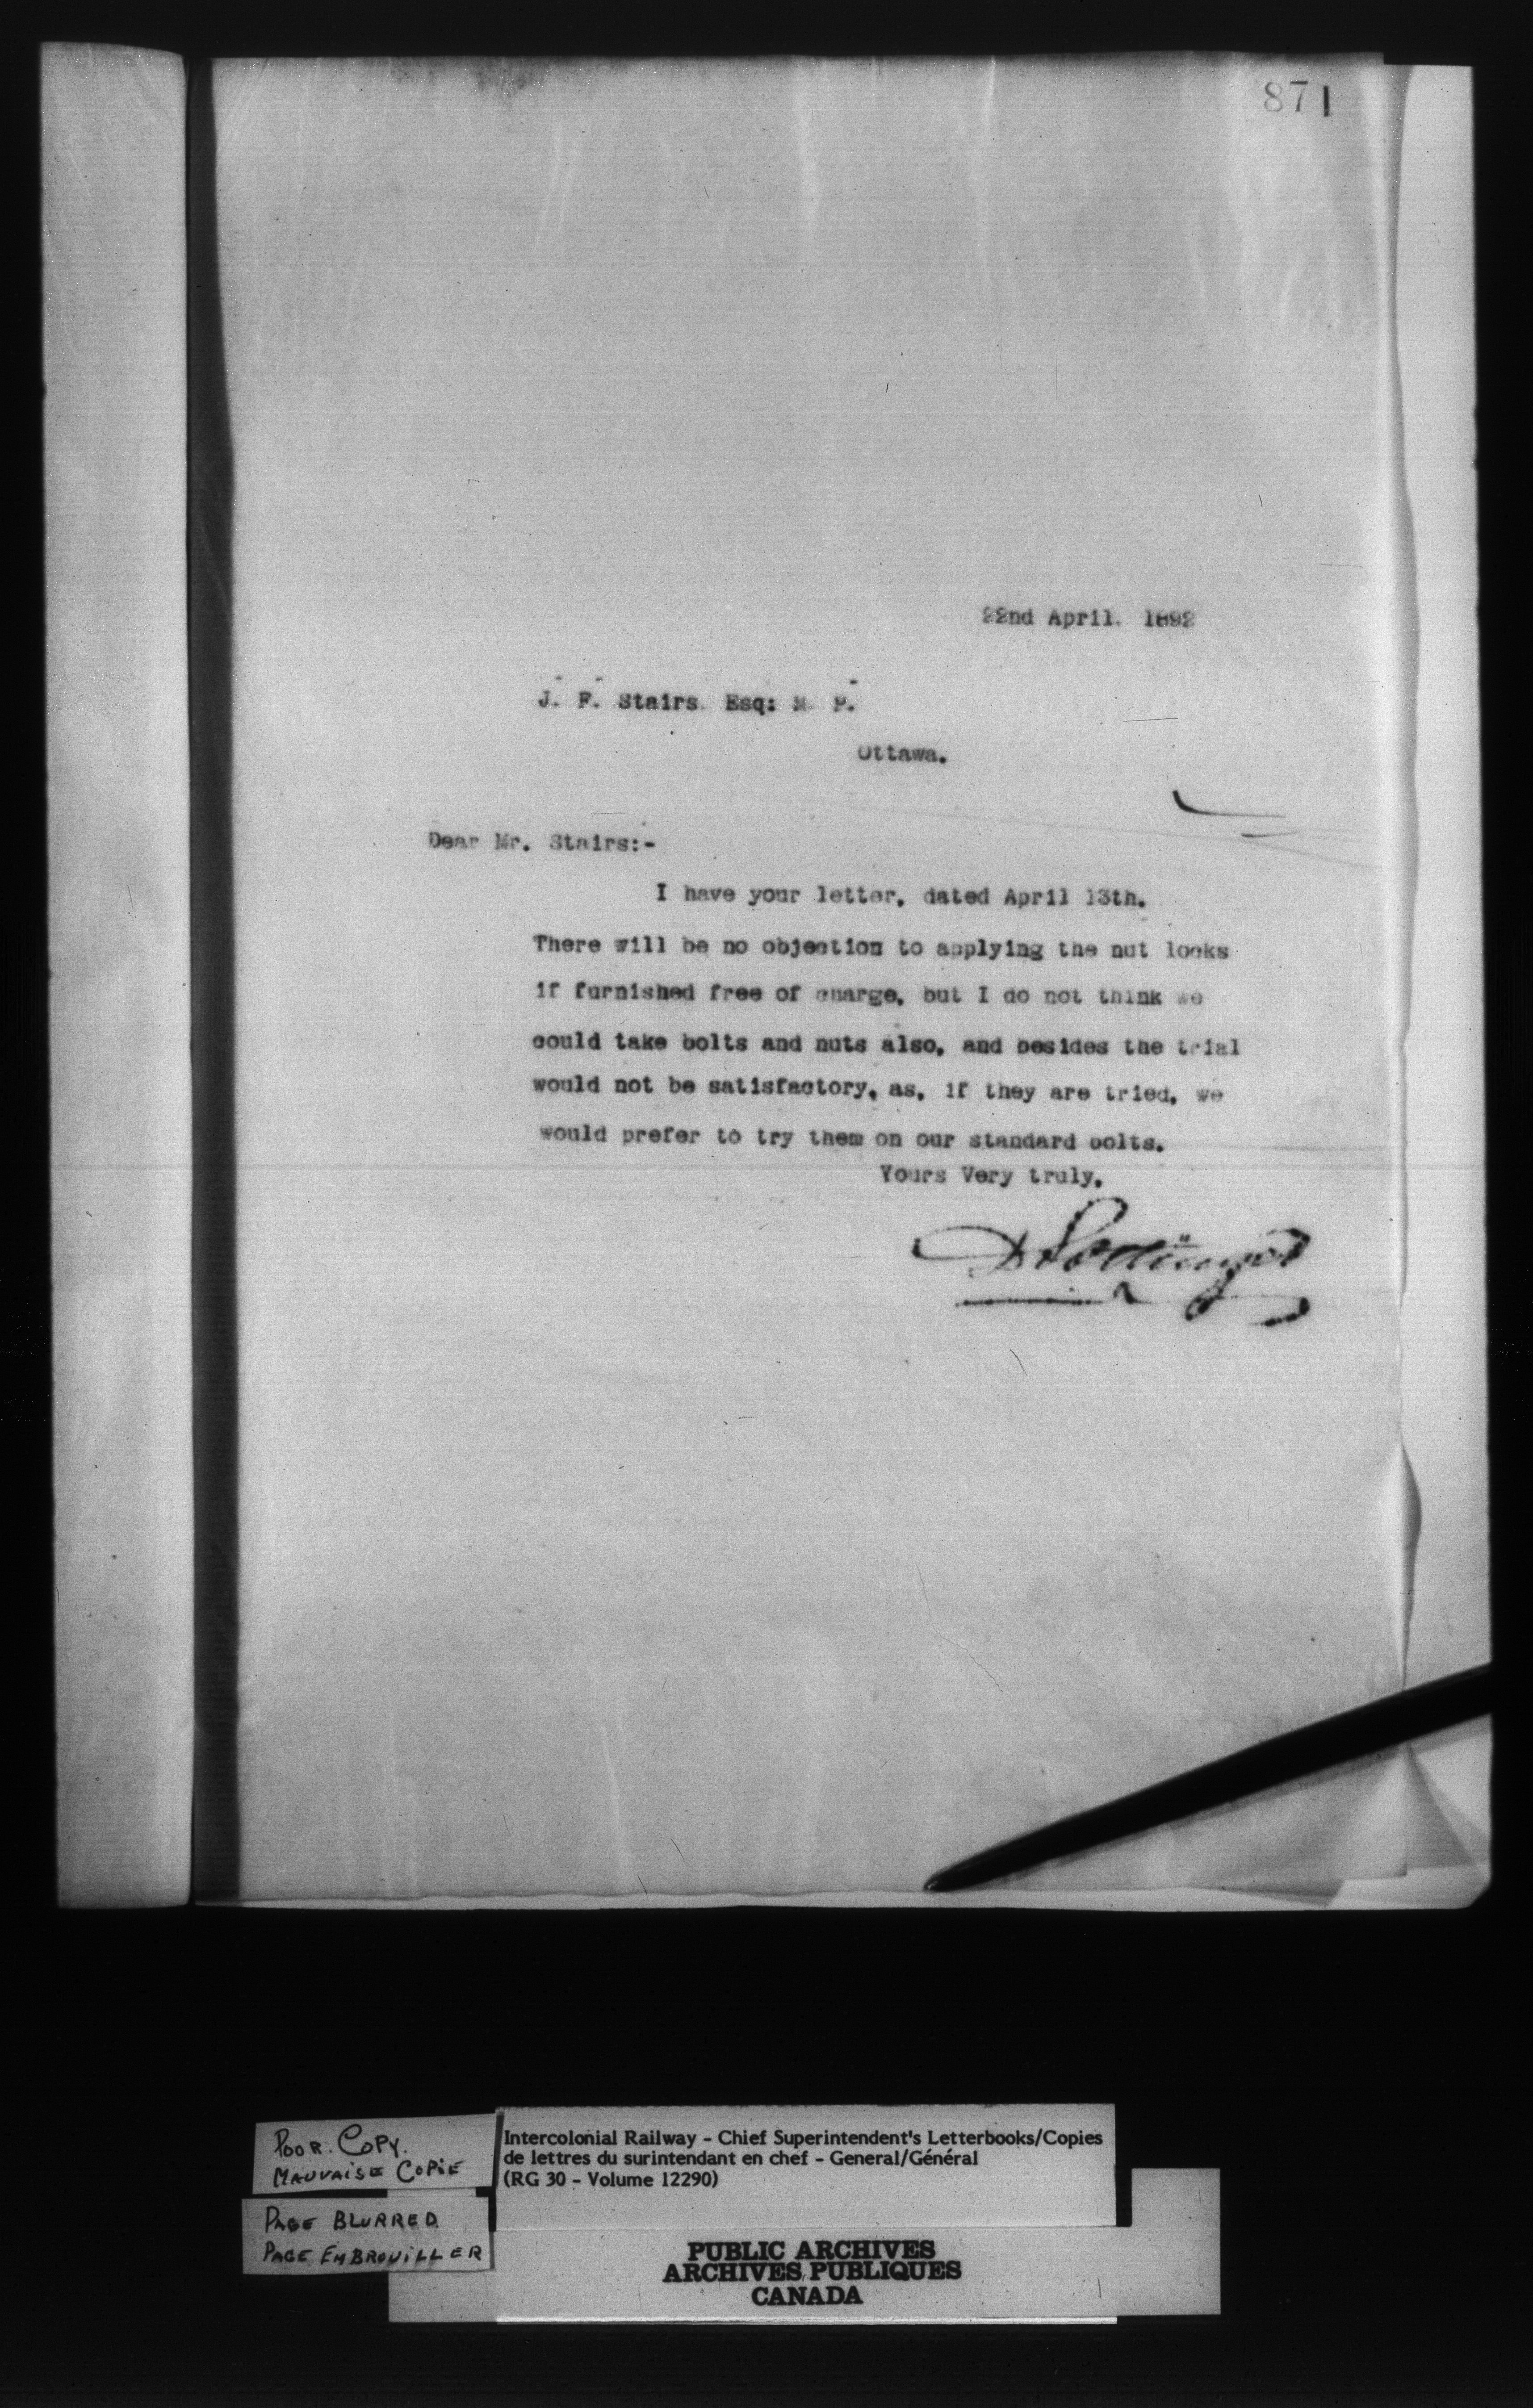 871
22nd April. 1892
J. F. Stairs. Esq: M. P.
Ottawa.
Dear Mr. Stairs:-
I have your letter, dated April 13th.
There will be no objection to applying the nut locks
if furnished free of charge, but I do not think we
could take bolts and nuts also, and besides the trial
would not be satisfactory, as, if they are tried, we
would prefer to try them on our standard bolts.
Yours Very truly,
D Pottinger
POOR. COPY.
MAUVAISE COPIE
PAGE BLURRED
PAGE EMBROUILLER
Intercolonial Railway - Chief Superintendent's Letterbooks/Copies
de lettres du surintendant en chef - General/Général
(RG 30 - Volume 12290)
PUBLIC ARCHIVES
ARCHIVES PUBLIQUES
CANADA